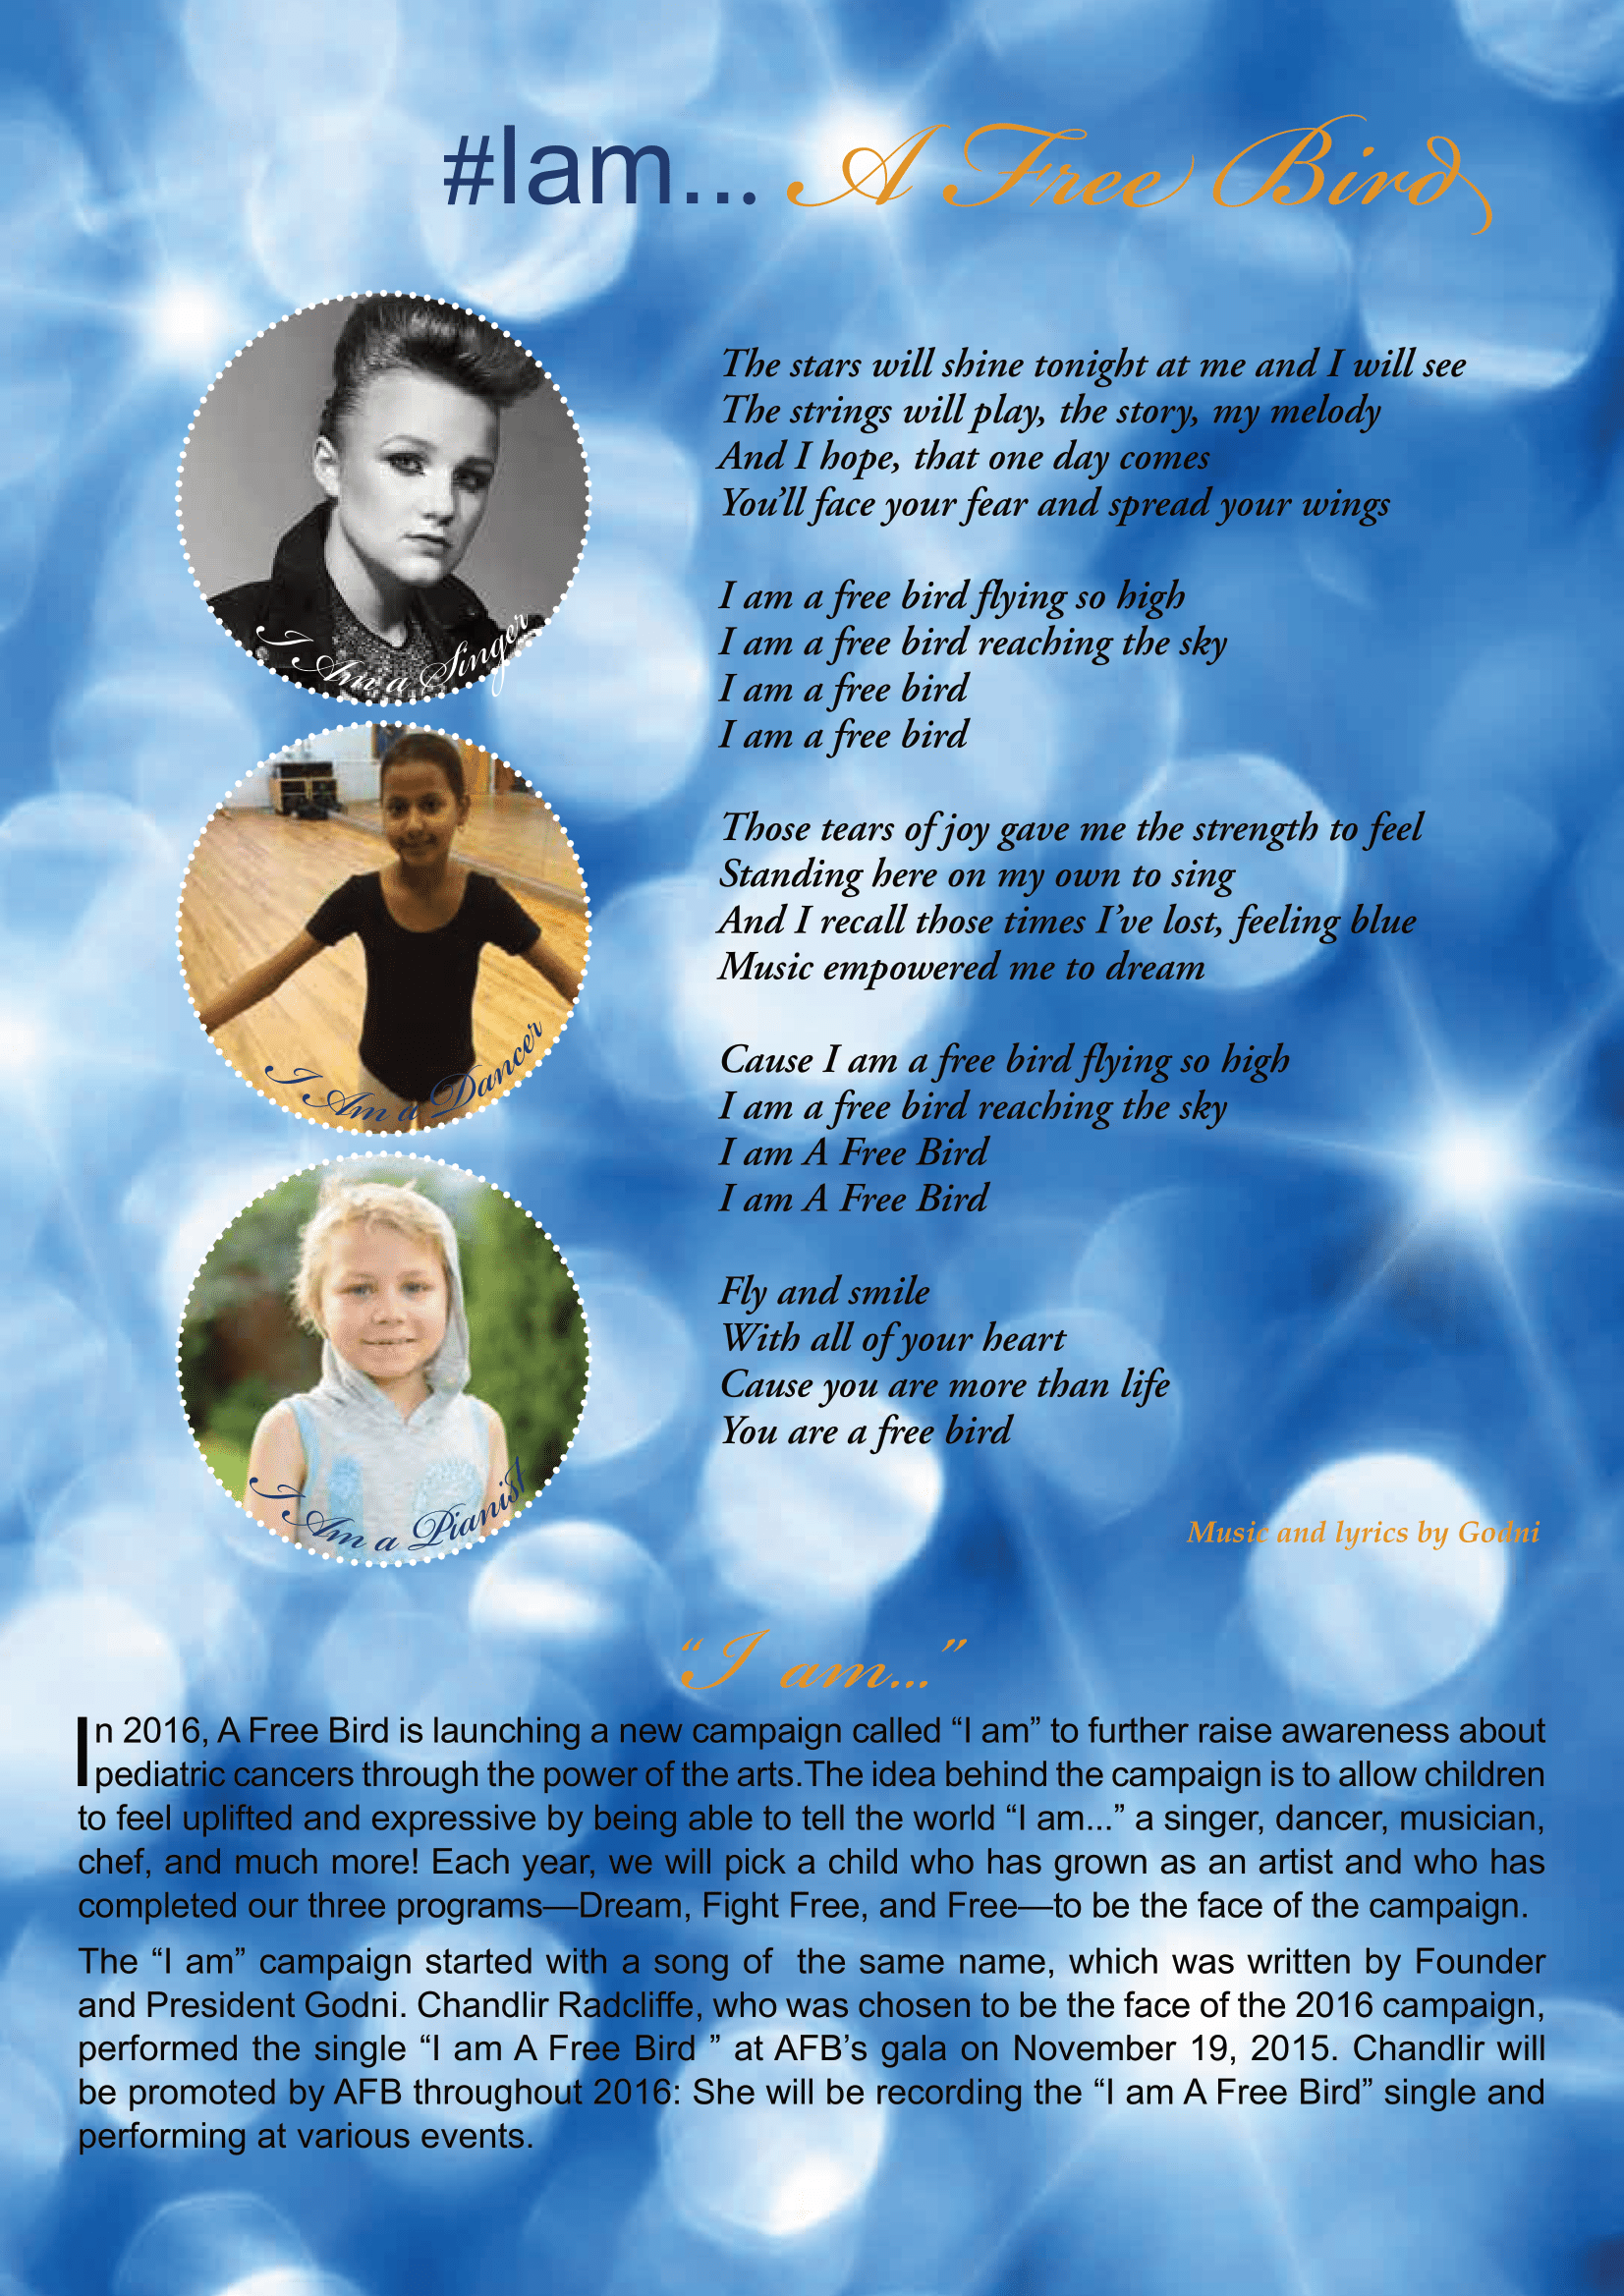 #Iam... A Free Bird
I Am a Singer
I Am a Dancer
I Am a Pianist
The stars will shine tonight at me and I will see
The strings will play, the story, my melody
And I hope, that one day comes
You’ll face your fear and spread your wings
I am a free bird flying so high
I am a free bird reaching the sky
I am a free bird
I am a free bird
Those tears of joy gave me the strength to feel
Standing here on my own to sing
And I recall those times I’ve lost, feeling blue
Music empowered me to dream
Cause I am a free bird flying so high
I am a free bird reaching the sky
I am A Free Bird
I am A Free Bird
Fly and smile
With all of your heart
Cause you are more than life
You are a free bird
Music and lyrics by Godni
“I am...”
In 2016, A Free Bird is launching a new campaign called “I am” to further raise awareness about
pediatric cancers through the power of the arts.The idea behind the campaign is to allow children
to feel uplifted and expressive by being able to tell the world “I am...” a singer, dancer, musician,
chef, and much more! Each year, we will pick a child who has grown as an artist and who has
completed our three programs—Dream, Fight Free, and Free—to be the face of the campaign.
The “I am” campaign started with a song of  the same name, which was written by Founder
and President Godni. Chandlir Radcliffe, who was chosen to be the face of the 2016 campaign,
performed the single “I am A Free Bird ” at AFB’s gala on November 19, 2015. Chandlir will
be promoted by AFB throughout 2016: She will be recording the “I am A Free Bird” single and
performing at various events.